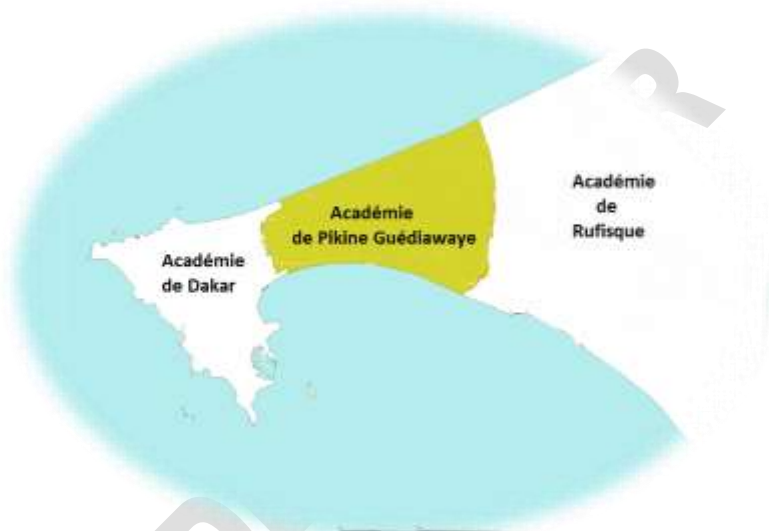 Académie
de Pikine Guédiawaye
Académie
de
Rufisque
Académie
de Dakar